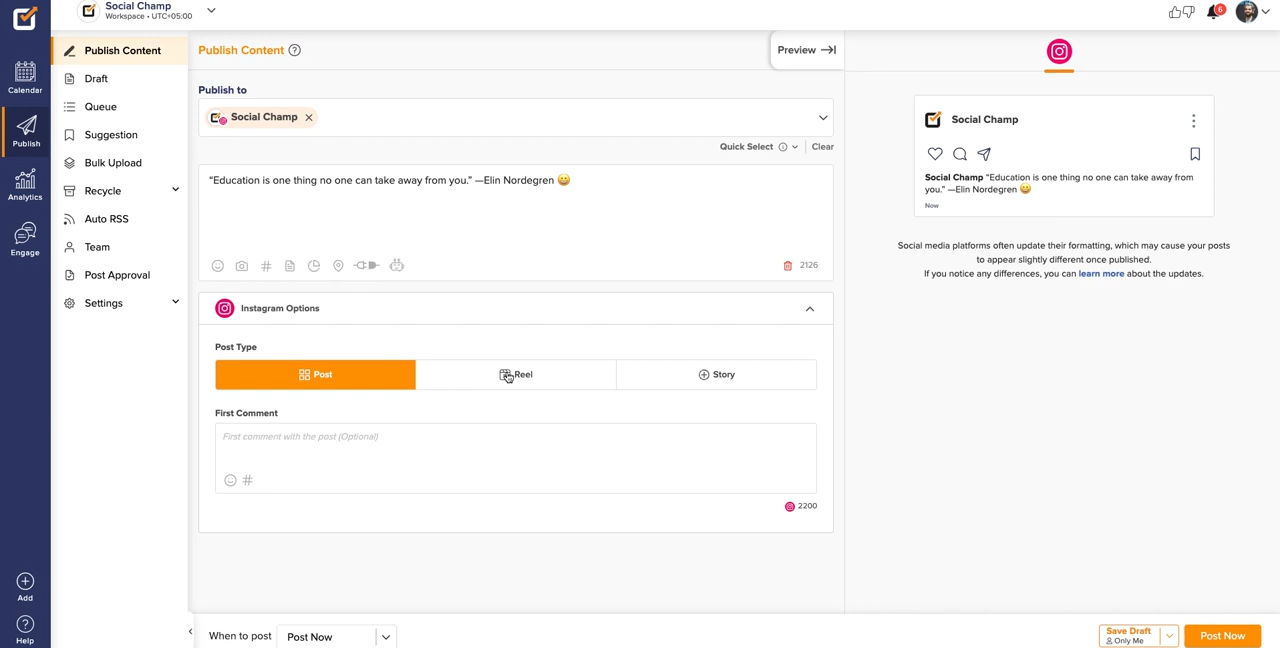 Social Champ
Workspace • UTC+05:00
6
Calendar
Publish
Analytics
Engage
Add
Help
Publish Content
Draft
Queue
Suggestion
Bulk Upload
Recycle
Auto RSS
Team
Post Approval
Settings
Publish Content ?
Preview
Publish to
Social Champ
Quick Select
Clear
“Education is one thing no one can take away from you.” —Elin Nordegren 😀
2126
Instagram Options
Post Type
Post
Reel
Story
First Comment
First comment with the post (Optional)
2200
When to post
Post Now
Social Champ
Social Champ “Education is one thing no one can take away from
you.” —Elin Nordegren 😀
Now
Social media platforms often update their formatting, which may cause your posts
to appear slightly different once published.
If you notice any differences, you can learn more about the updates.
Save Draft
Only Me
Post Now